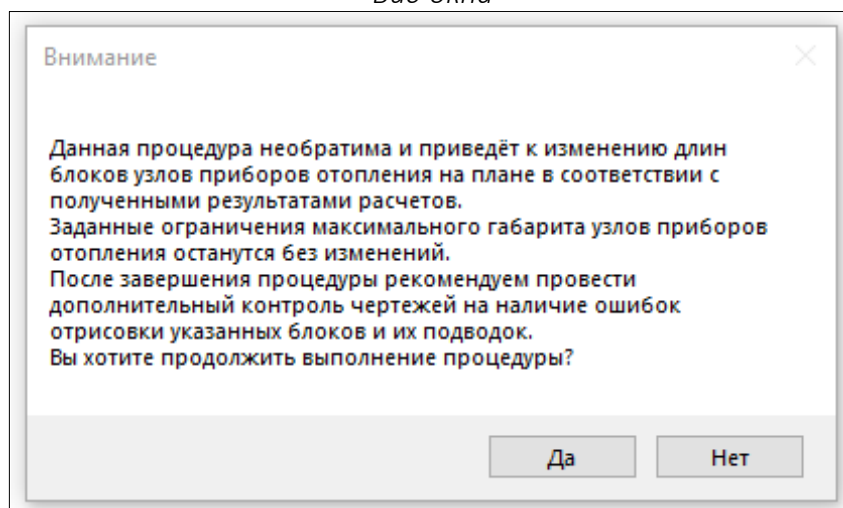 Внимание
Данная процедура необратима и приведёт к изменению длин
блоков узлов приборов отопления на плане в соответствии с
полученными результатами расчетов.
Заданные ограничения максимального габарита узлов приборов
отопления останутся без изменений.
После завершения процедуры рекомендуем провести
дополнительный контроль чертежей на наличие ошибок
отрисовки указанных блоков и их подводок.
Вы хотите продолжить выполнение процедуры?
Да Нет